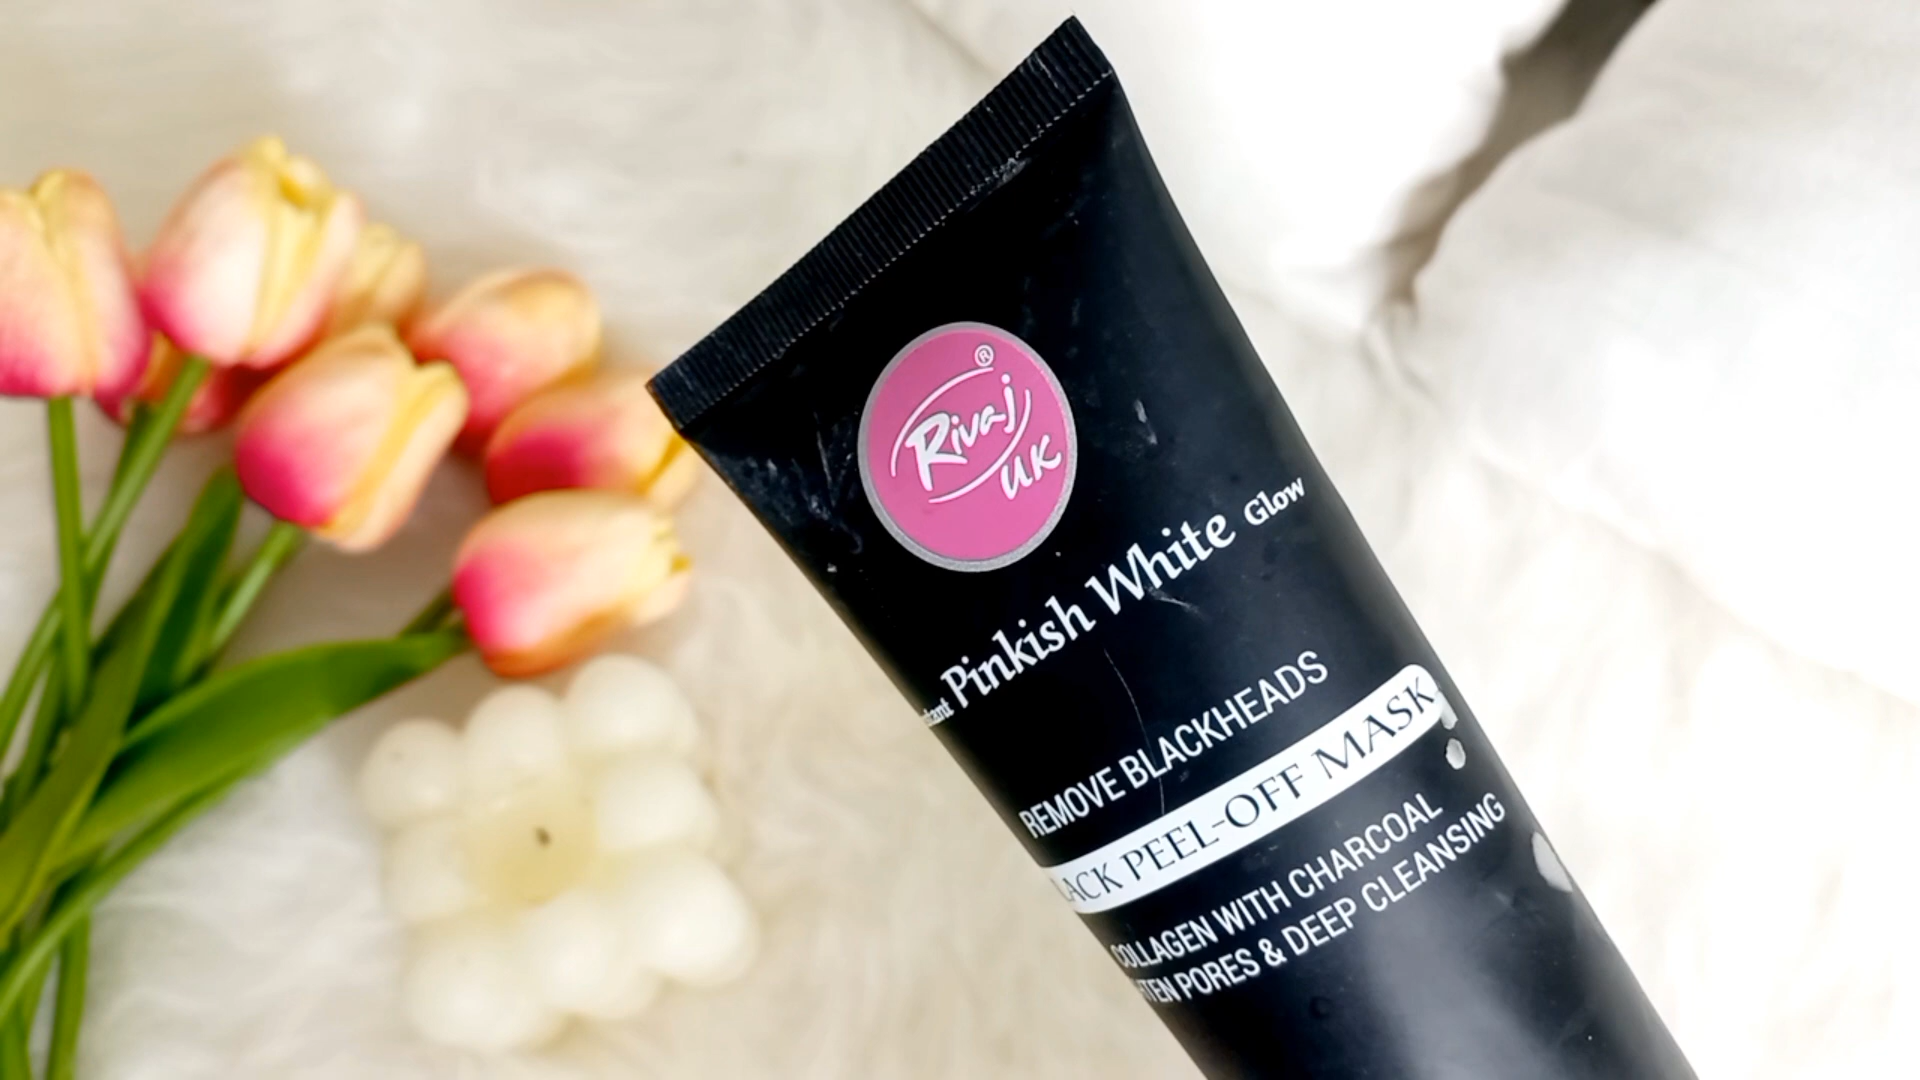 ®
Rivaj
UK
Pinkish White Glow
REMOVE BLACKHEADS
PEEL-OFF MASK
COLLAGEN WITH CHARCOAL
PORES & DEEP CLEANSING